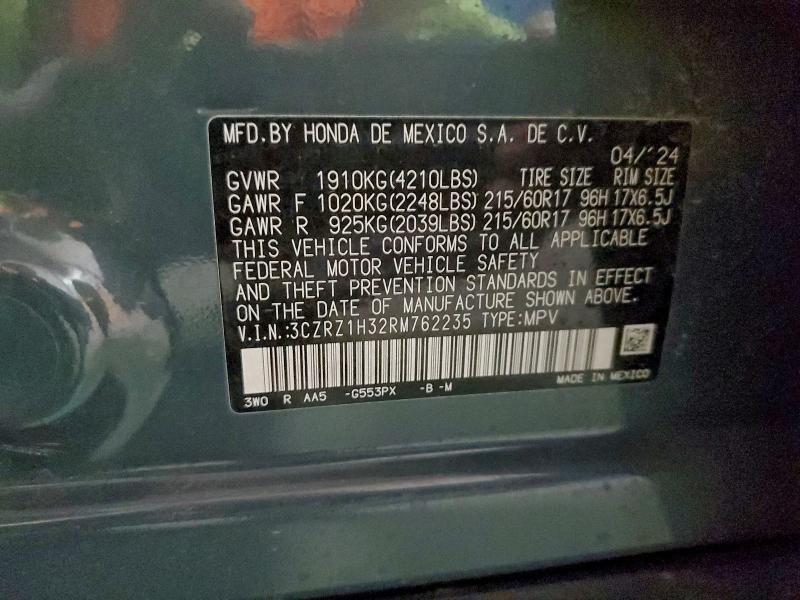 MFD.BY HONDA DE MEXICO S.A. DE C.V.
04/'24
GVWR 1910KG(4210LBS) TIRE SIZE RIM SIZE
GAWR F 1020KG(2248LBS) 215/60R17 96H 17X6.5J
GAWR R 925KG(2039LBS) 215/60R17 96H 17X6.5J
THIS VEHICLE CONFORMS TO ALL APPLICABLE
FEDERAL MOTOR VEHICLE SAFETY
AND THEFT PREVENTION STANDARDS IN EFFECT
ON THE DATE OF MANUFACTURE SHOWN ABOVE.
V.I.N.:3CZRZ1H32RM762235 TYPE:MPV
MADE IN MEXICO
3W0 R AA5 -G553PX -B -M